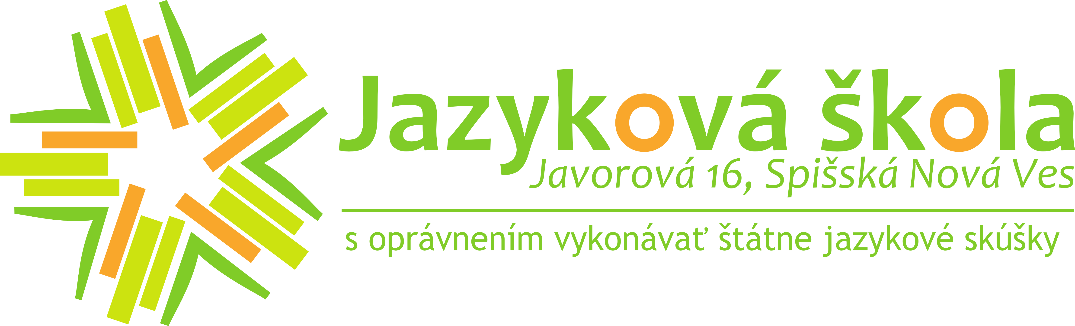 Jazyková škola
Javorová 16, Spišská Nová Ves
s oprávnením vykonávať štátne jazykové skúšky